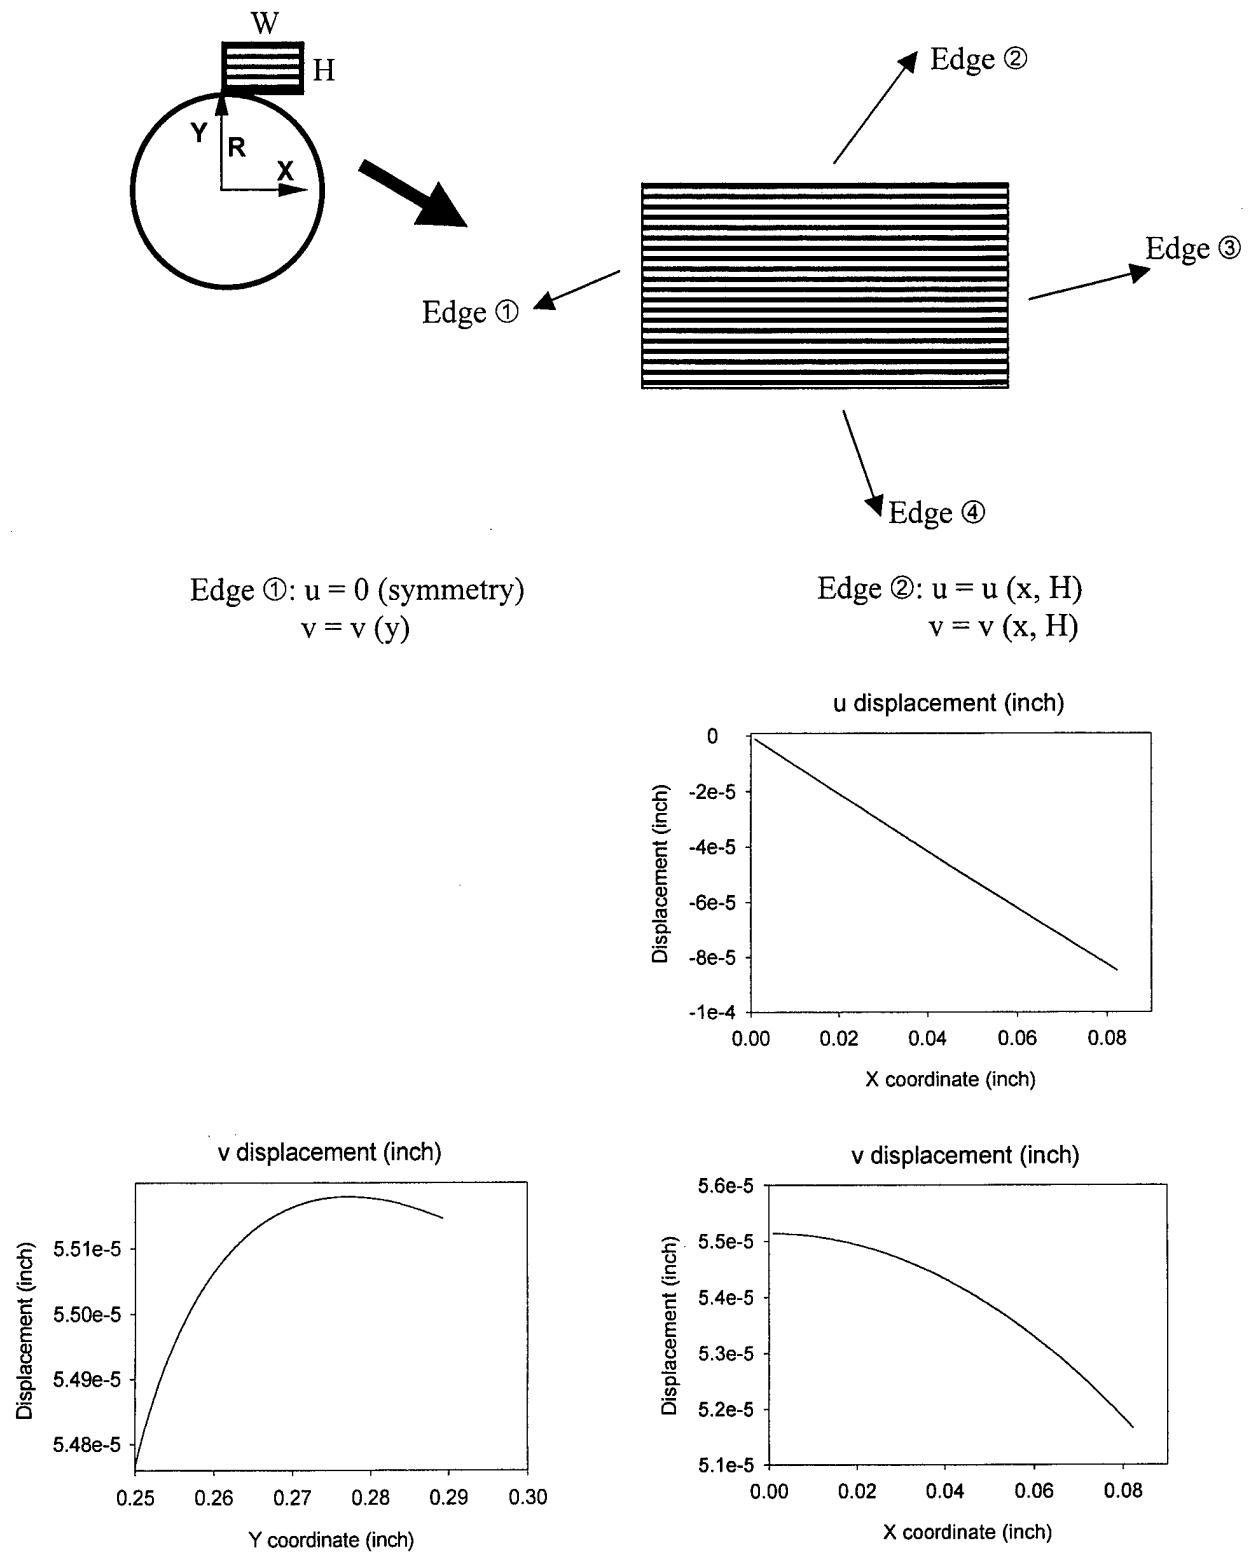 W
H
Y
R
X
Edge ②
Edge ③
Edge ①
Edge ④
Edge ①: u = 0 (symmetry)
v = v (y)
Edge ②: u = u (x, H)
v = v (x, H)
u displacement (inch)
Displacement (inch)
0
-2e-5
-4e-5
-6e-5
-8e-5
-1e-4
0.00 0.02 0.04 0.06 0.08
X coordinate (inch)
v displacement (inch)
Displacement (inch)
5.51e-5
5.50e-5
5.49e-5
5.48e-5
0.25 0.26 0.27 0.28 0.29 0.30
Y coordinate (inch)
v displacement (inch)
Displacement (inch)
5.6e-5
5.5e-5
5.4e-5
5.3e-5
5.2e-5
5.1e-5
0.00 0.02 0.04 0.06 0.08
X coordinate (inch)